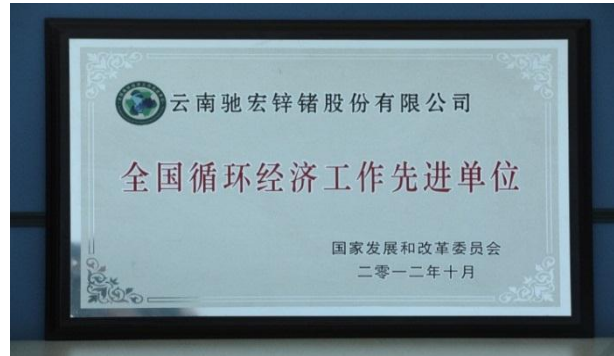 云南驰宏锌锗股份有限公司
全国循环经济工作先进单位
国家发展和改革委员会
二零一二年十月